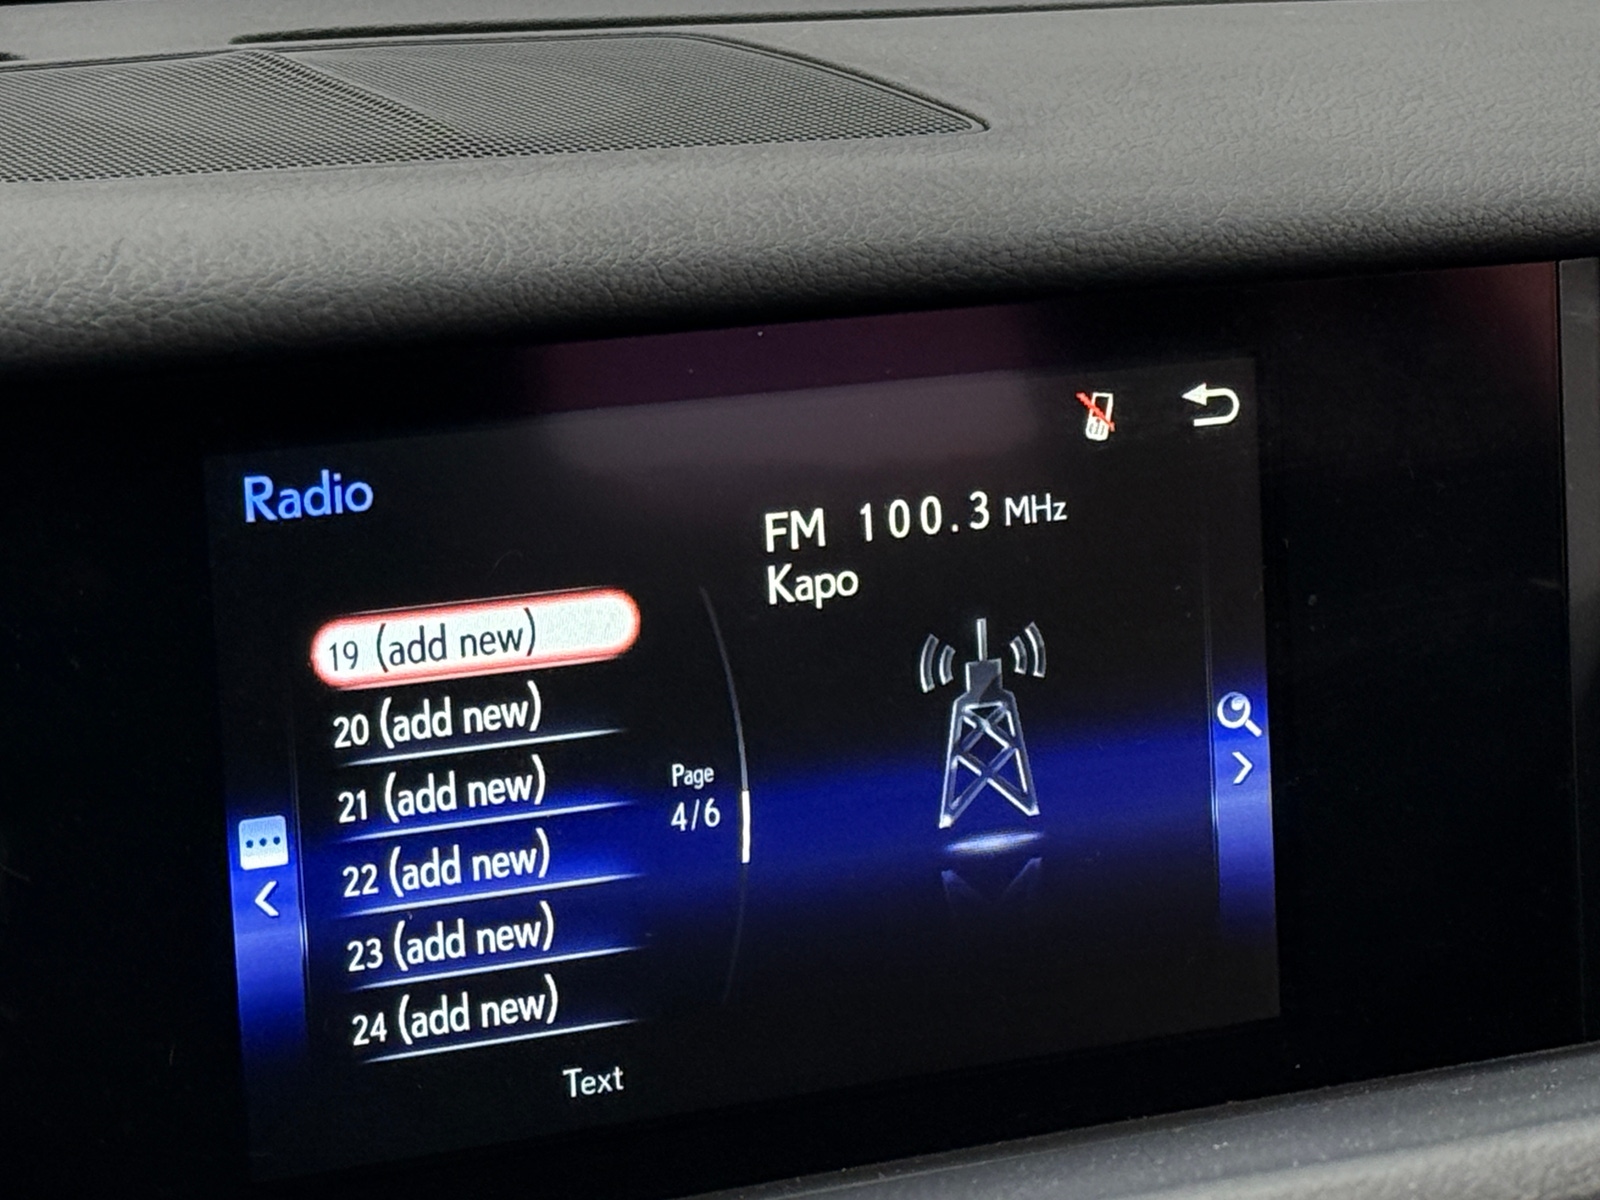 Radio
FM 100.3 MHz
Kapo
19 (add new)
20 (add new)
21 (add new)
22 (add new)
23 (add new)
24 (add new)
Page
4/6
Text